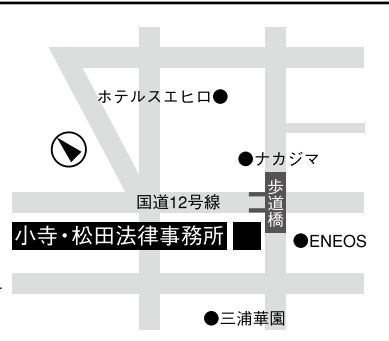 ホテルスエヒロ●
●ナカジマ
歩道橋
国道12号線
小寺・松田法律事務所
●ENEOS
●三浦華園